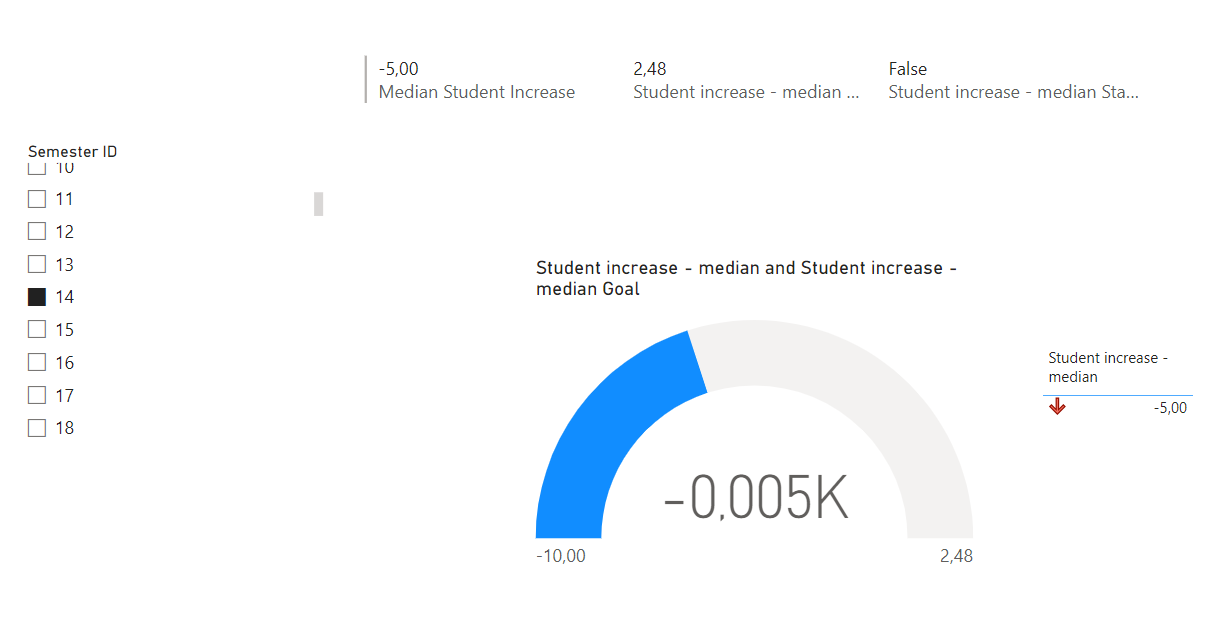 -5,00
Median Student Increase
2,48
Student increase - median ...
False
Student increase - median Sta...
Semester ID
10
11
12
13
14
15
16
17
18
Student increase - median and Student increase -
median Goal
-0,005K
-10,00
2,48
Student increase -
median
-5,00